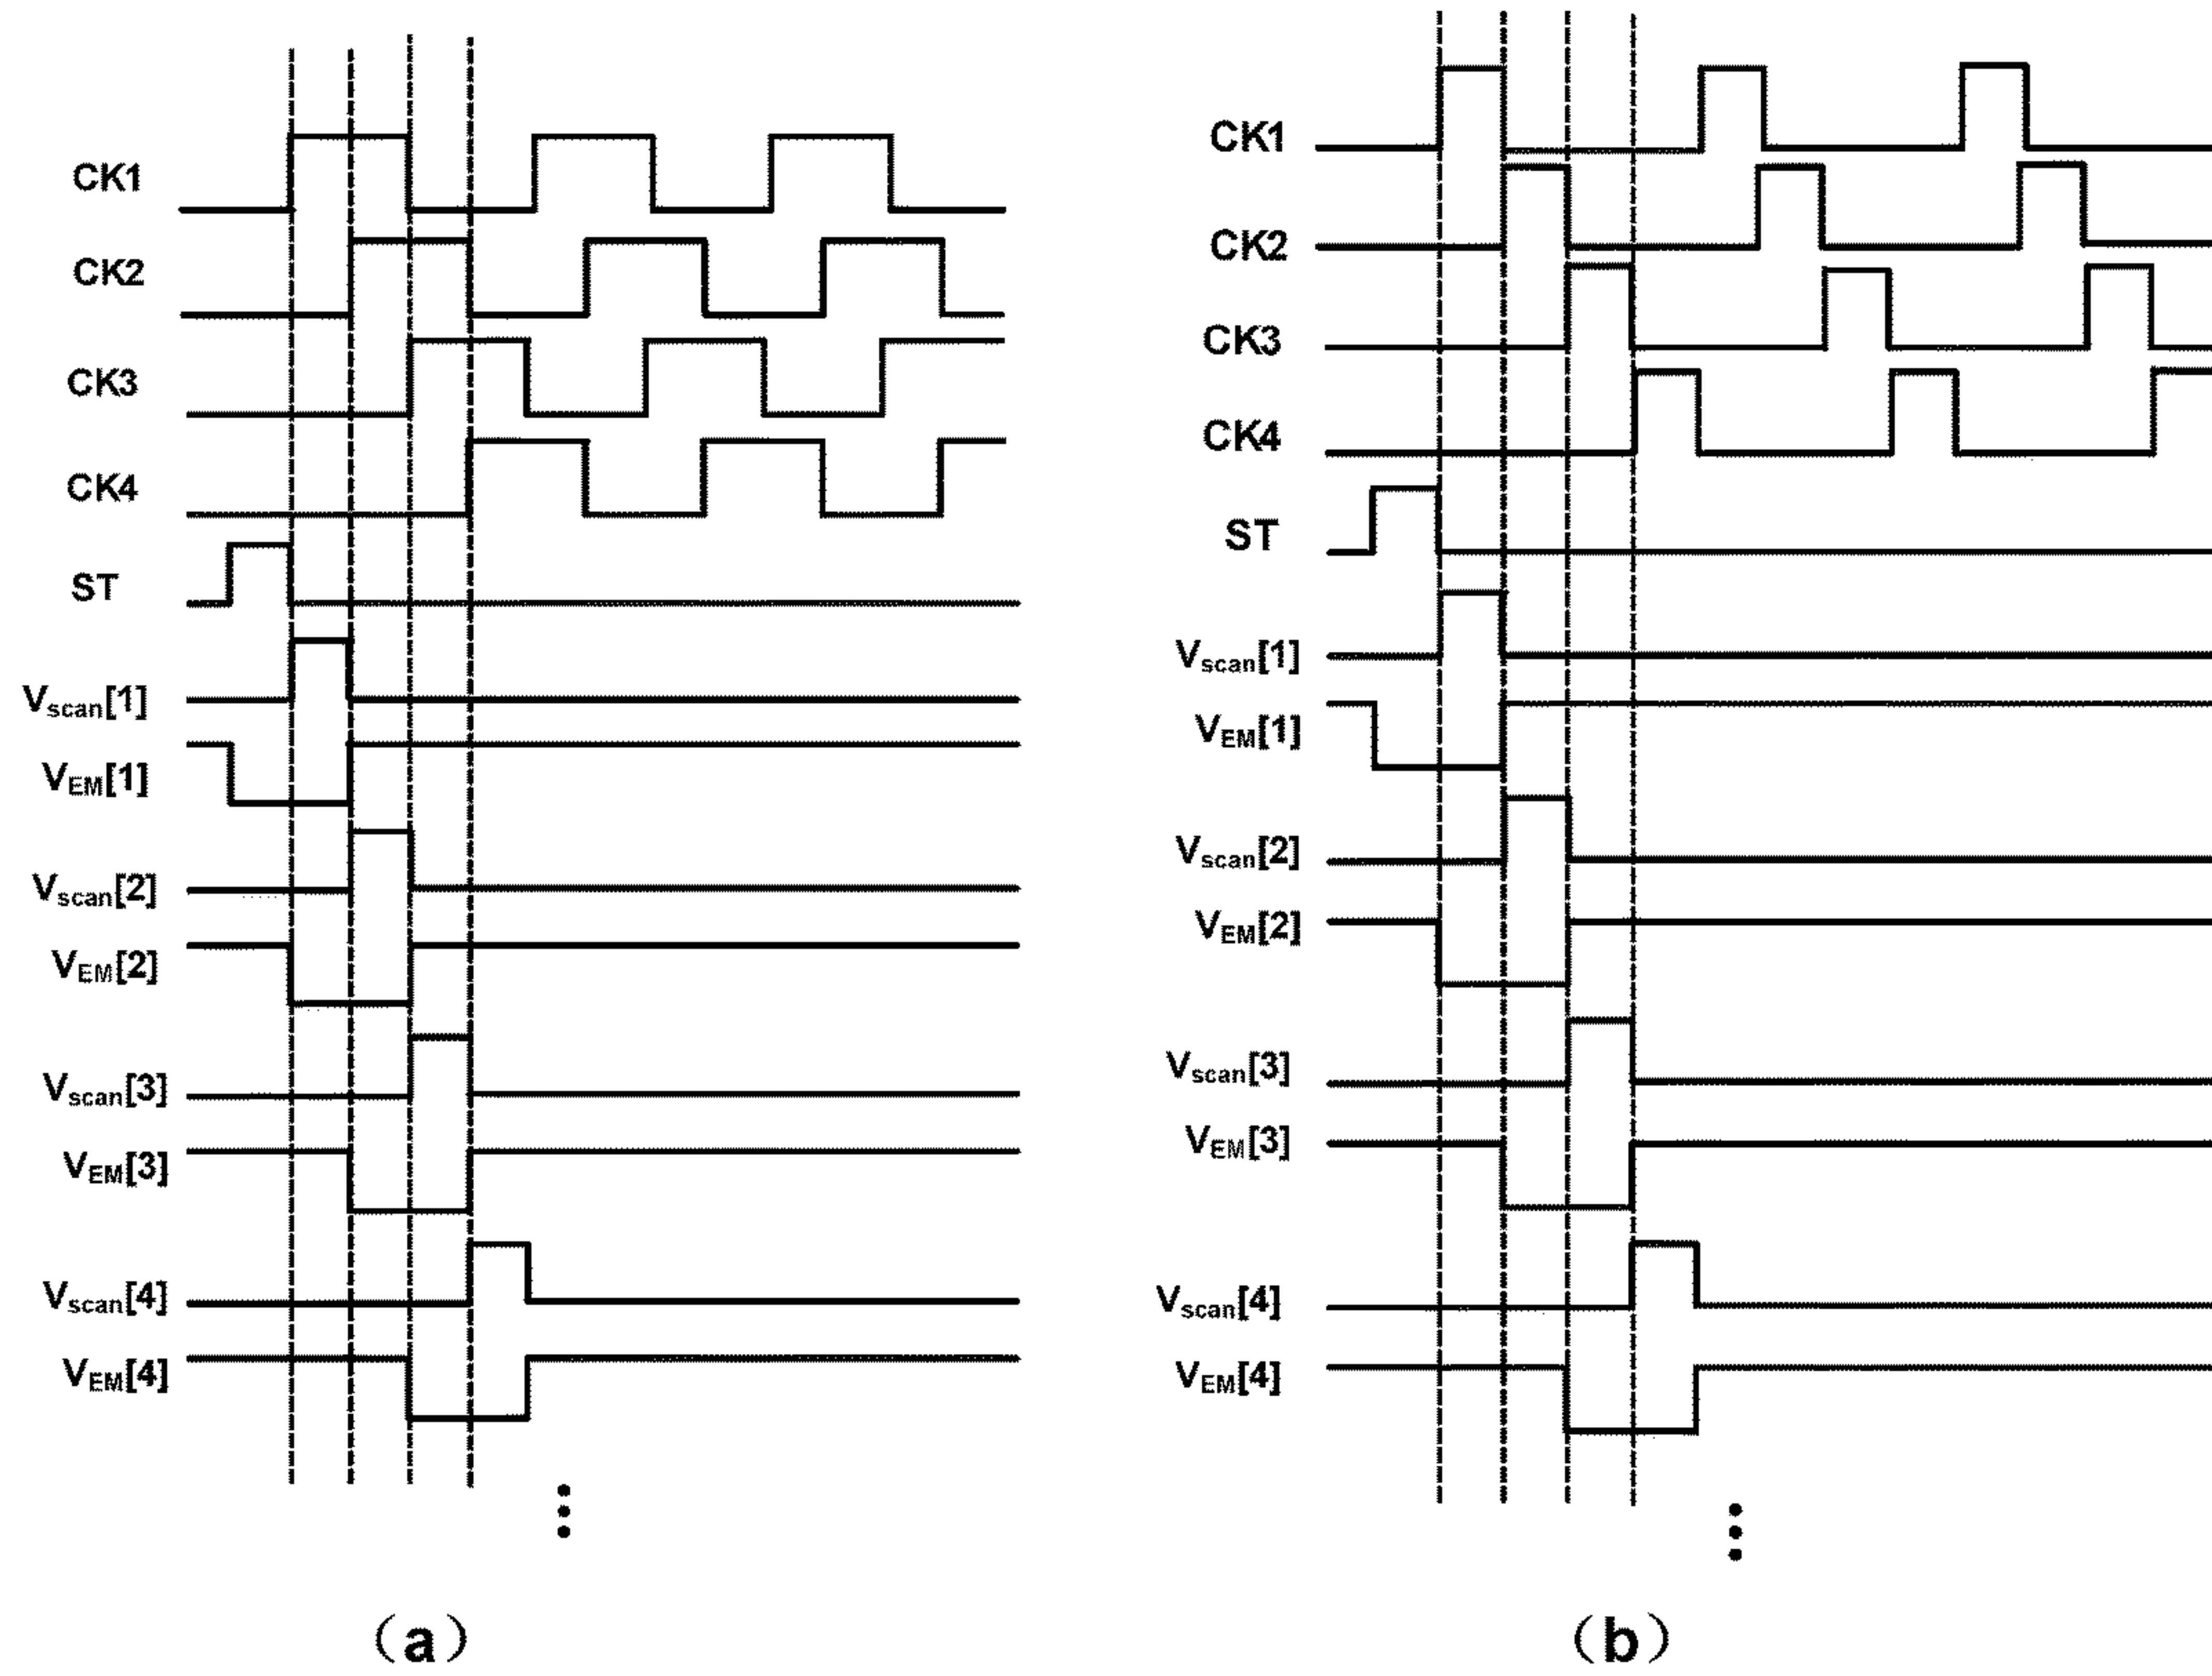 CK1
CK2
CK3
CK4
ST
Vscan[1]
VEM[1]
Vscan[2]
VEM[2]
Vscan[3]
VEM[3]
Vscan[4]
VEM[4]
（a）
CK1
CK2
CK3
CK4
ST
Vscan[1]
VEM[1]
Vscan[2]
VEM[2]
Vscan[3]
VEM[3]
Vscan[4]
VEM[4]
（b）